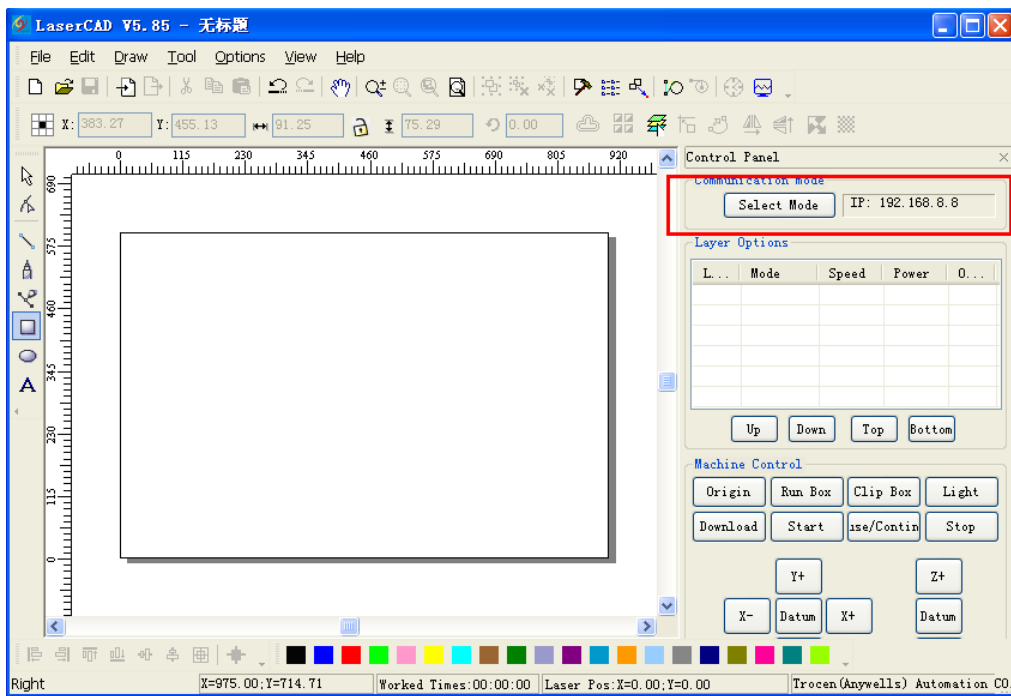 LaserCAD V5.85 - 无标题
File Edit Draw Tool Options View Help
X: 383.27 Y: 455.13 91.25 75.29 0.00
0 115 230 345 460 575 690 805 920
Control Panel
Communication mode
Select Mode IP: 192.168.8.8
Layer Options
L... Mode Speed Power O...
690
575
460
345
230
115
0
A
Up Down Top Bottom
Machine Control
Origin Run Box Clip Box Light
Download Start use/Contin Stop
Y+ Z+
X- Datum X+ Datum
Right X=975.00;Y=714.71 Worked Times:00:00:00 Laser Pos:X=0.00;Y=0.00 Trocen(Anywells) Automation CO.